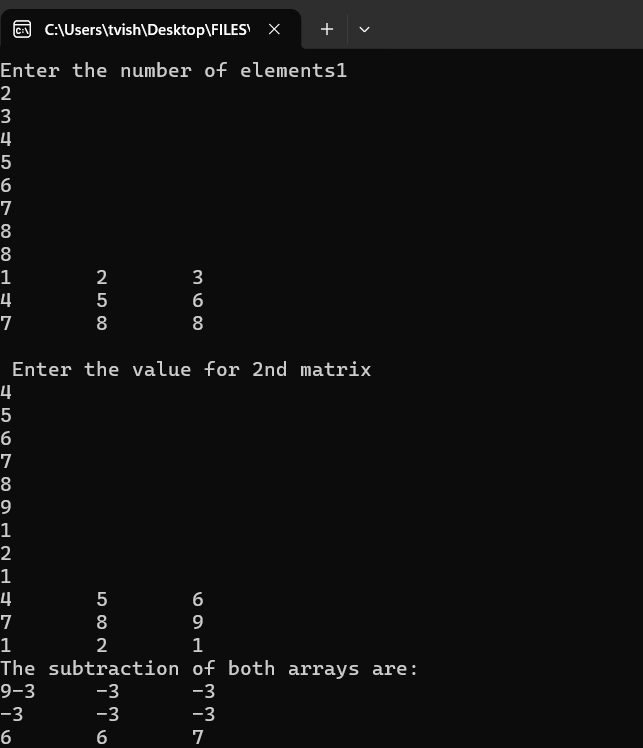 C:\Users\tvish\Desktop\FILES\
Enter the number of elements1
2
3
4
5
6
7
8
8
1 2 3
4 5 6
7 8 8
Enter the value for 2nd matrix
4
5
6
7
8
9
1
2
1
4 5 6
7 8 9
1 2 1
The subtraction of both arrays are:
9-3 -3 -3
-3 -3 -3
6 6 7